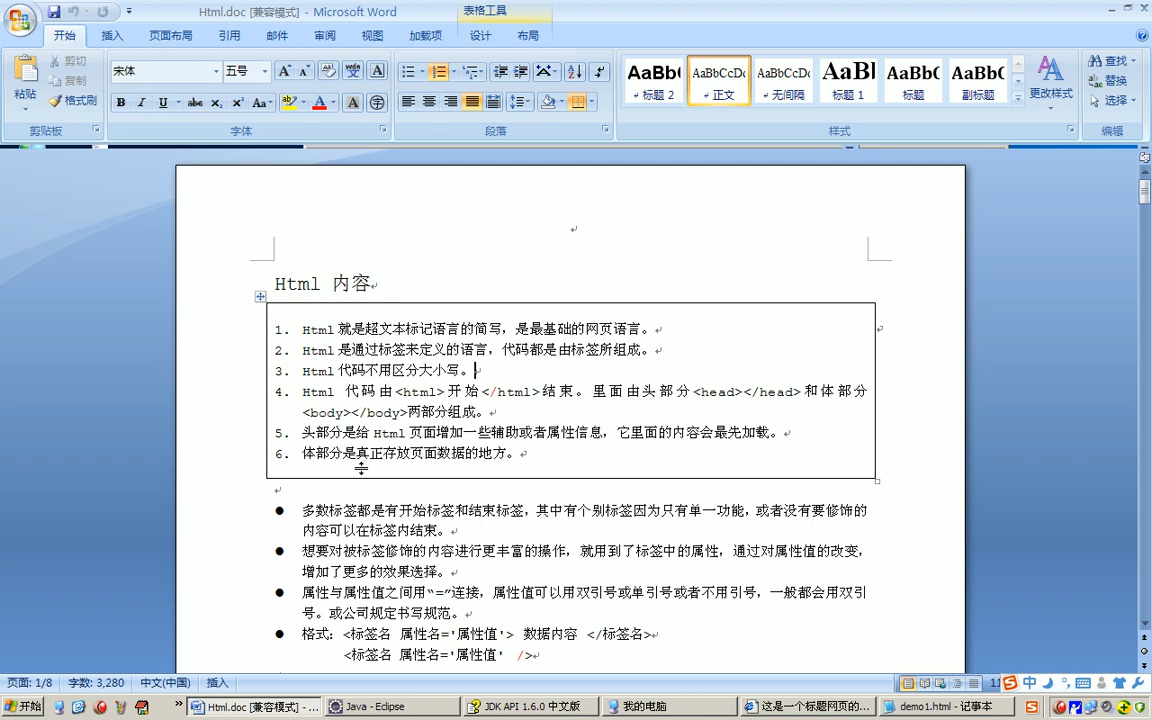 Html.doc [兼容模式] - Microsoft Word
表格工具
开始 插入 页面布局 引用 邮件 审阅 视图 加载项 设计 布局
粘贴
剪切
复制
格式刷
剪贴板
宋体 五号
字体
段落
AaBb( AaBbCcDc AaBbCcDc AaBl AaBbC AaBbC
标题 2 正文 无间隔 标题 1 标题 副标题
更改样式
样式
查找
替换
选择
编辑
Html 内容
1. Html 就是超文本标记语言的简写，是最基础的网页语言。
2. Html 是通过标签来定义的语言，代码都是由标签所组成。
3. Html 代码不用区分大小写。
4. Html 代码由<html>开始</html>结束。里面由头部分<head></head>和体部分
<body></body>两部分组成。
5. 头部分是给 Html 页面增加一些辅助或者属性信息，它里面的内容会最先加载。
6. 体部分是真正存放页面数据的地方。
● 多数标签都是有开始标签和结束标签，其中有个别标签因为只有单一功能，或者没有要修饰的
内容可以在标签内结束。
● 想要对被标签修饰的内容进行更丰富的操作，就用到了标签中的属性，通过对属性值的改变，
增加了更多的效果选择。
● 属性与属性值之间用“=”连接，属性值可以用双引号或单引号或者不用引号，一般都会用双引
号。或公司规定书写规范。
● 格式：<标签名 属性名='属性值'> 数据内容 </标签名>
<标签名 属性名='属性值' />
页面: 1/8 字数: 3,280 中文(中国) 插入
中
开始 Html.doc [兼容模式] - ... Java - Eclipse JDK API 1.6.0 中文版 我的电脑 这是一个标题网页的... demo1.html - 记事本